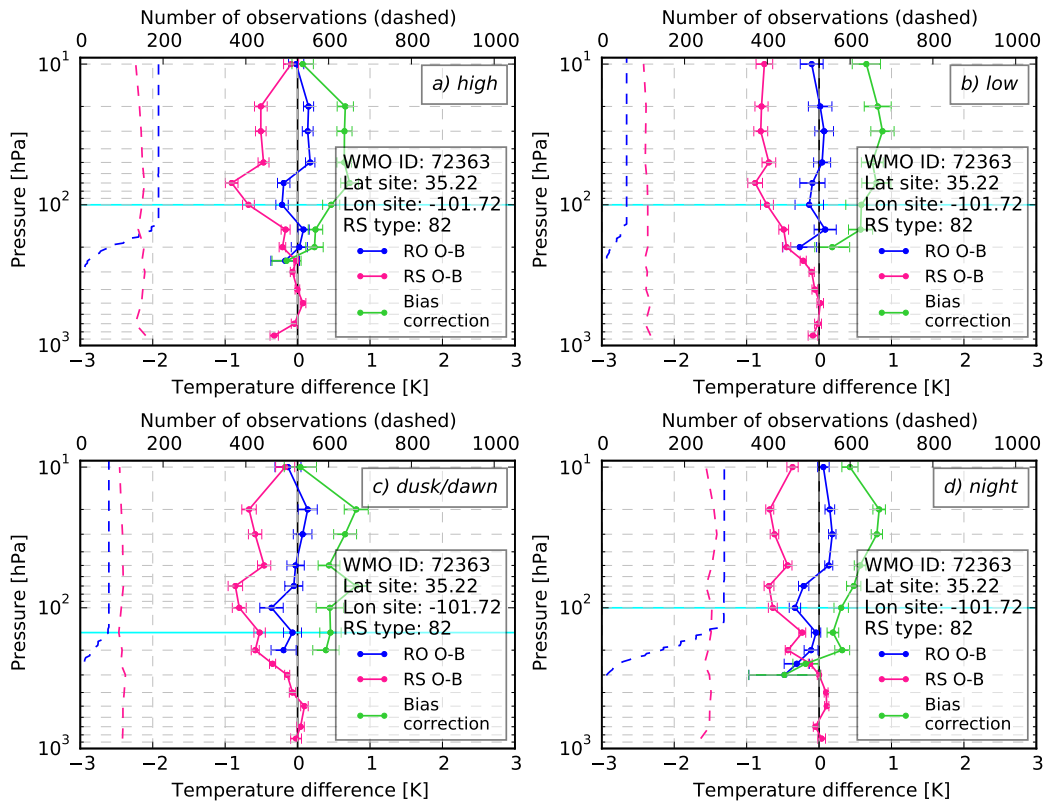 Number of observations (dashed)
0 200 400 600 800 1000
10¹
10²
10³
Pressure [hPa]
a) high
WMO ID: 72363
Lat site: 35.22
Lon site: -101.72
RS type: 82
RO O-B
RS O-B
Bias
correction
−3 −2 −1 0 1 2 3
Temperature difference [K]
Number of observations (dashed)
0 200 400 600 800 1000
10¹
10²
10³
Pressure [hPa]
b) low
WMO ID: 72363
Lat site: 35.22
Lon site: -101.72
RS type: 82
RO O-B
RS O-B
Bias
correction
−3 −2 −1 0 1 2 3
Temperature difference [K]
Number of observations (dashed)
0 200 400 600 800 1000
10¹
10²
10³
Pressure [hPa]
c) dusk/dawn
WMO ID: 72363
Lat site: 35.22
Lon site: -101.72
RS type: 82
RO O-B
RS O-B
Bias
correction
−3 −2 −1 0 1 2 3
Temperature difference [K]
Number of observations (dashed)
0 200 400 600 800 1000
10¹
10²
10³
Pressure [hPa]
d) night
WMO ID: 72363
Lat site: 35.22
Lon site: -101.72
RS type: 82
RO O-B
RS O-B
Bias
correction
−3 −2 −1 0 1 2 3
Temperature difference [K]